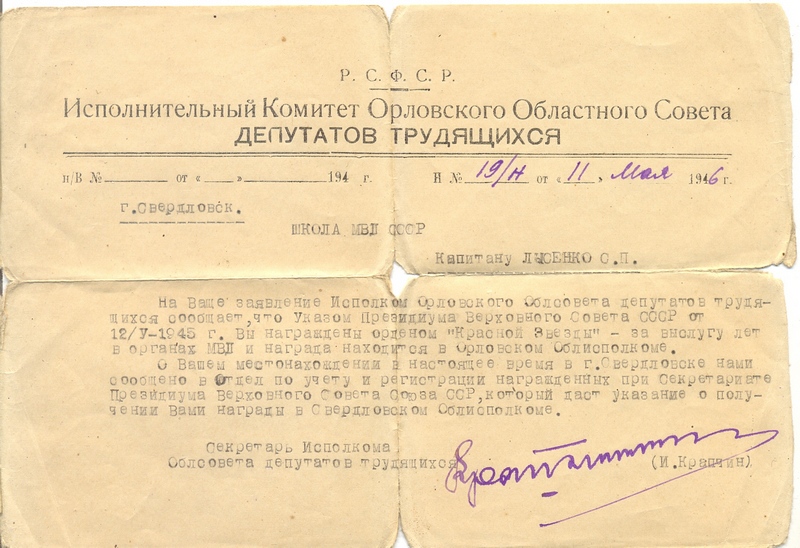 Р. С. Ф. С. Р.
Исполнительный Комитет Орловского Областного Совета
ДЕПУТАТОВ ТРУДЯЩИХСЯ
н/В № от « » 194 г. И № 19/н от « 11 » Мая 1946 г.
г.Свердловск.
ШКОЛА МВД СССР
Капитану ЛЫСЕНКО С.П.
На Ваше заявление Исполком Орловского Облсовета депутатов трудя-
щихся сообщает,что Указом Президиума Верховного Совета СССР от
12/У-1945 г. Вы награждены орденом "Красной Звезды" - за выслугу лет
в органах МВД и награда находится в Орловском Облисполкоме.
О Вашем местонахождении в настоящее время в г.Свердловске нами
сообщено в Отдел по учету и регистрации награжденных при Секретариате
Президиума Верховного Совета Союза ССР,который даст указание о полу-
чении Вами награды в Свердловском Облисполкоме.
Секретарь Исполкома
Облсовета депутатов трудящихся (И.Крапчин)